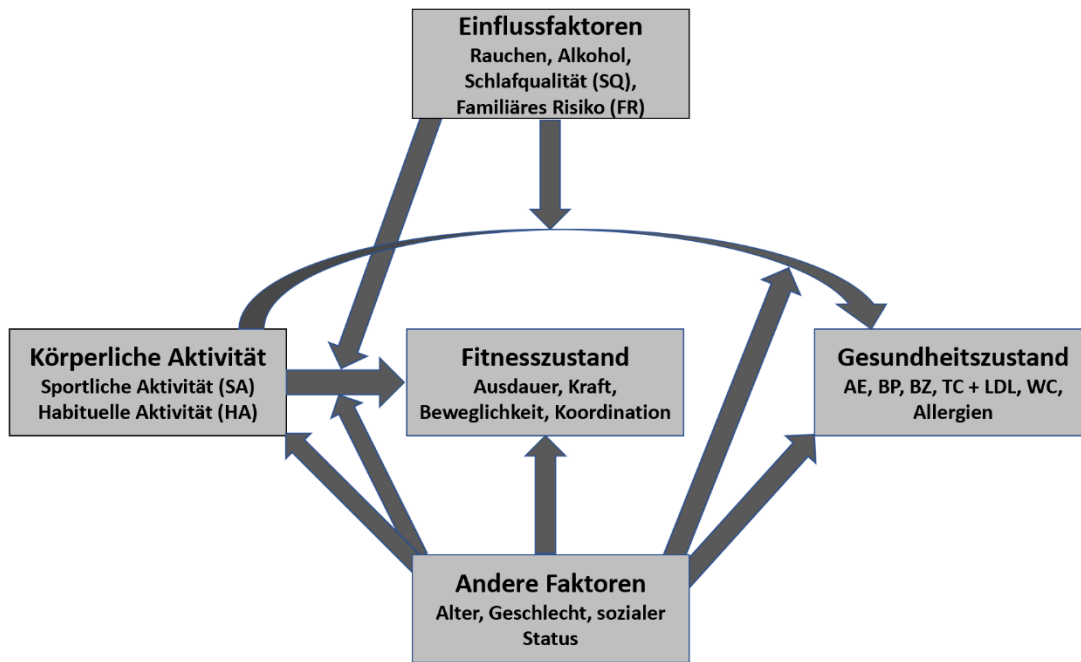 Einflussfaktoren
Rauchen, Alkohol,
Schlafqualität (SQ),
Familiäres Risiko (FR)
Körperliche Aktivität
Sportliche Aktivität (SA)
Habituelle Aktivität (HA)
Fitnesszustand
Ausdauer, Kraft,
Beweglichkeit, Koordination
Gesundheitszustand
AE, BP, BZ, TC + LDL, WC,
Allergien
Andere Faktoren
Alter, Geschlecht, sozialer
Status